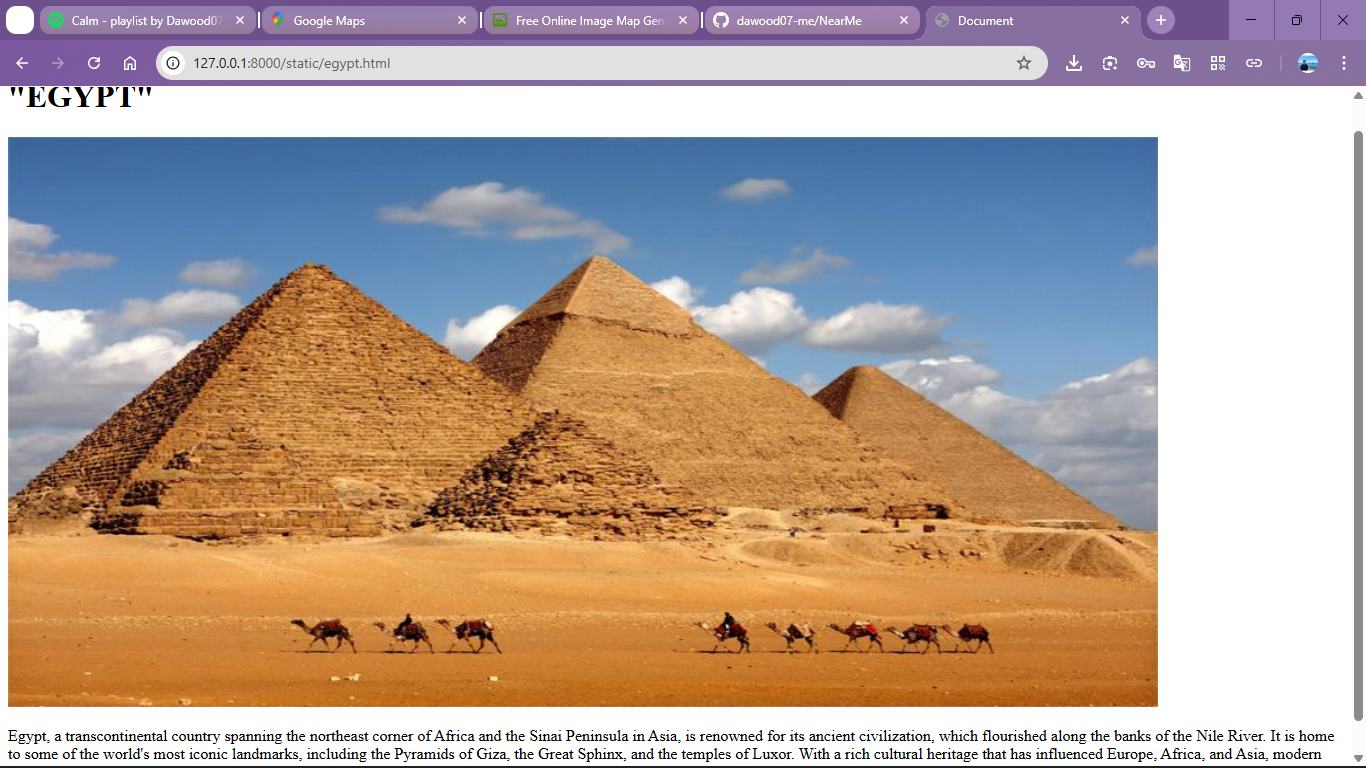 Calm - playlist by Dawood07
Google Maps
Free Online Image Map Gen
dawood07-me/NearMe
Document
127.0.0.1:8000/static/egypt.html
"EGYPT"
Egypt, a transcontinental country spanning the northeast corner of Africa and the Sinai Peninsula in Asia, is renowned for its ancient civilization, which flourished along the banks of the Nile River. It is home
to some of the world's most iconic landmarks, including the Pyramids of Giza, the Great Sphinx, and the temples of Luxor. With a rich cultural heritage that has influenced Europe, Africa, and Asia, modern